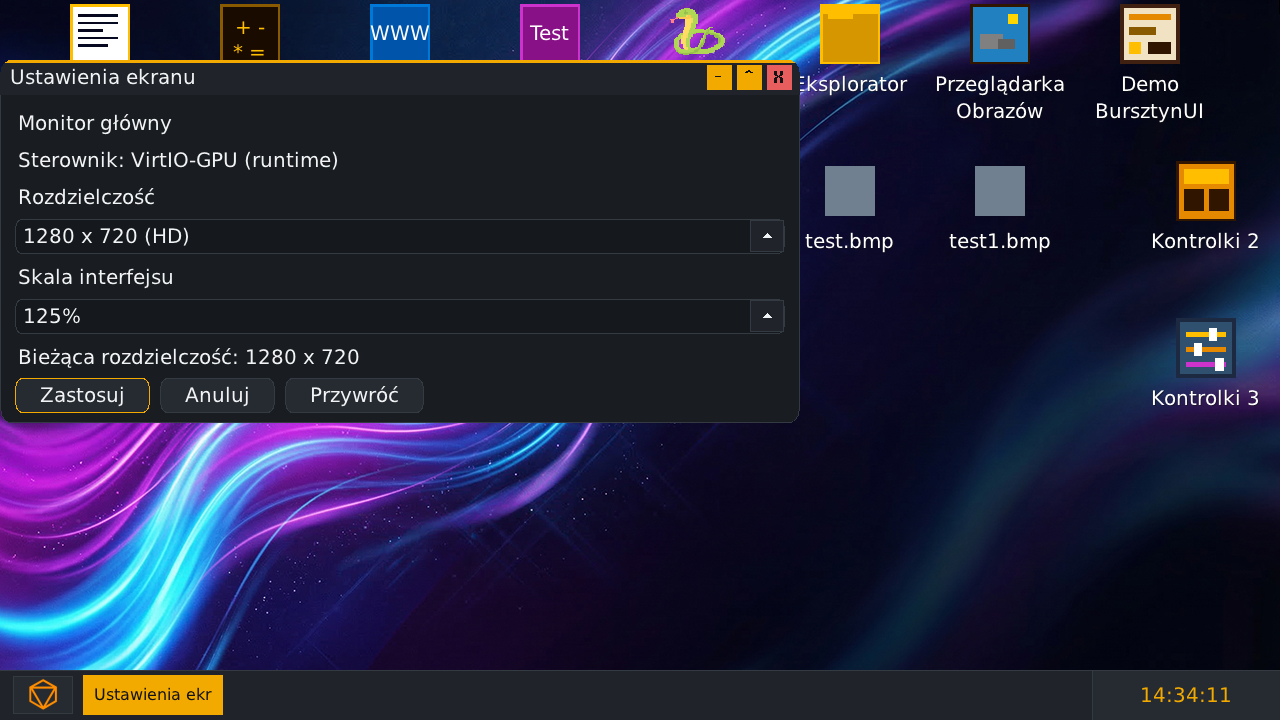 + -
* =
WWW
Test
Ustawienia ekranu
Eksplorator
Przeglądarka
Obrazów
Demo
BursztynUI
Monitor główny
Sterownik: VirtIO-GPU (runtime)
Rozdzielczość
1280 x 720 (HD)
test.bmp
test1.bmp
Kontrolki 2
Skala interfejsu
125%
Bieżąca rozdzielczość: 1280 x 720
Zastosuj
Anuluj
Przywróć
Kontrolki 3
Ustawienia ekr
14:34:11